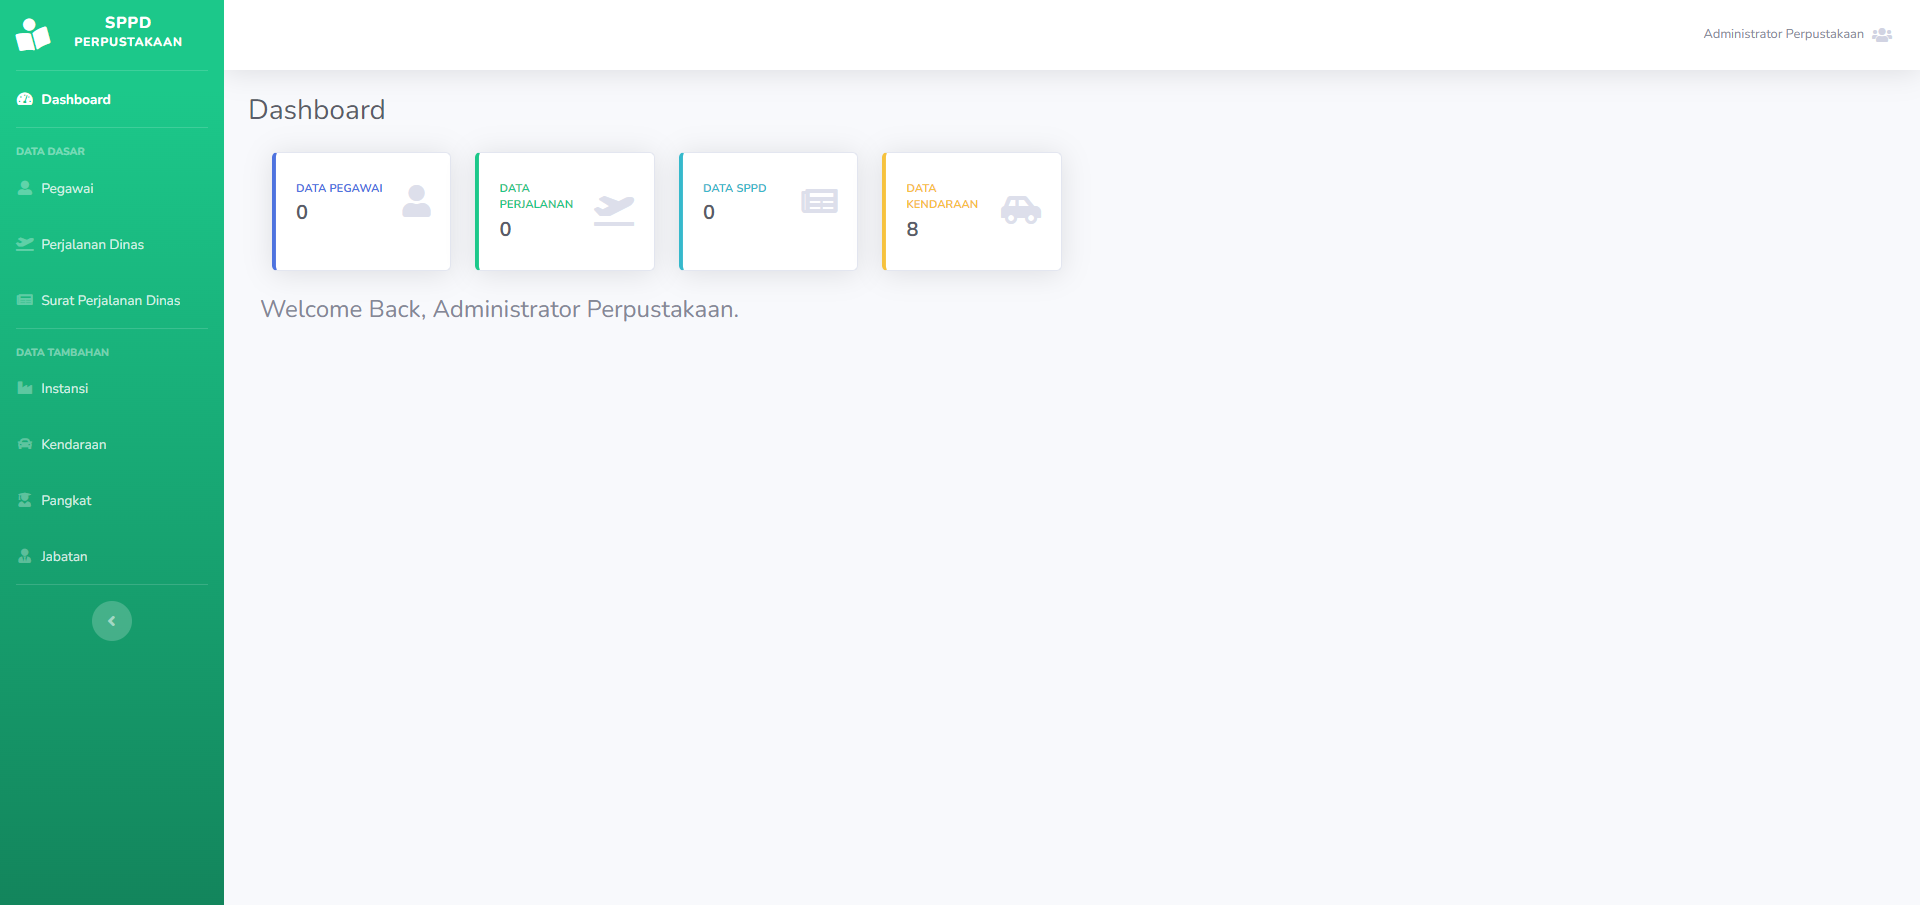 SPPD
PERPUSTAKAAN
Administrator Perpustakaan
Dashboard
DATA DASAR
Pegawai
Perjalanan Dinas
Surat Perjalanan Dinas
DATA TAMBAHAN
Instansi
Kendaraan
Pangkat
Jabatan
Dashboard
DATA PEGAWAI
0
DATA
PERJALANAN
0
DATA SPPD
0
DATA
KENDARAAN
8
Welcome Back, Administrator Perpustakaan.